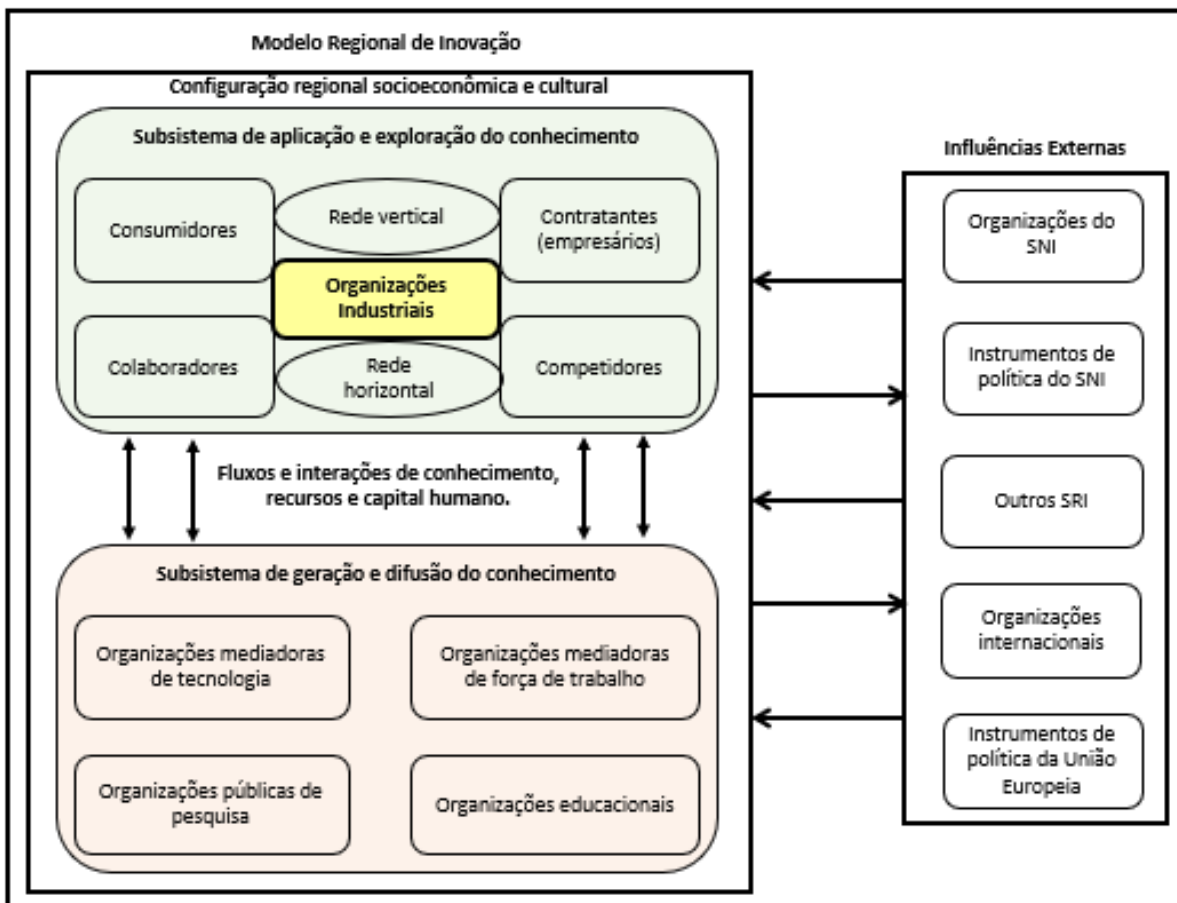 Modelo Regional de Inovação
Configuração regional socioeconômica e cultural
Subsistema de aplicação e exploração do conhecimento
Consumidores
Rede vertical
Contratantes
(empresários)
Organizações
Industriais
Colaboradores
Rede
horizontal
Competidores
Fluxos e interações de conhecimento,
recursos e capital humano.
Subsistema de geração e difusão do conhecimento
Organizações mediadoras
de tecnologia
Organizações mediadoras
de força de trabalho
Organizações públicas de
pesquisa
Organizações educacionais
Influências Externas
Organizações do
SNI
Instrumentos de
política do SNI
Outros SRI
Organizações
internacionais
Instrumentos de
política da União
Europeia